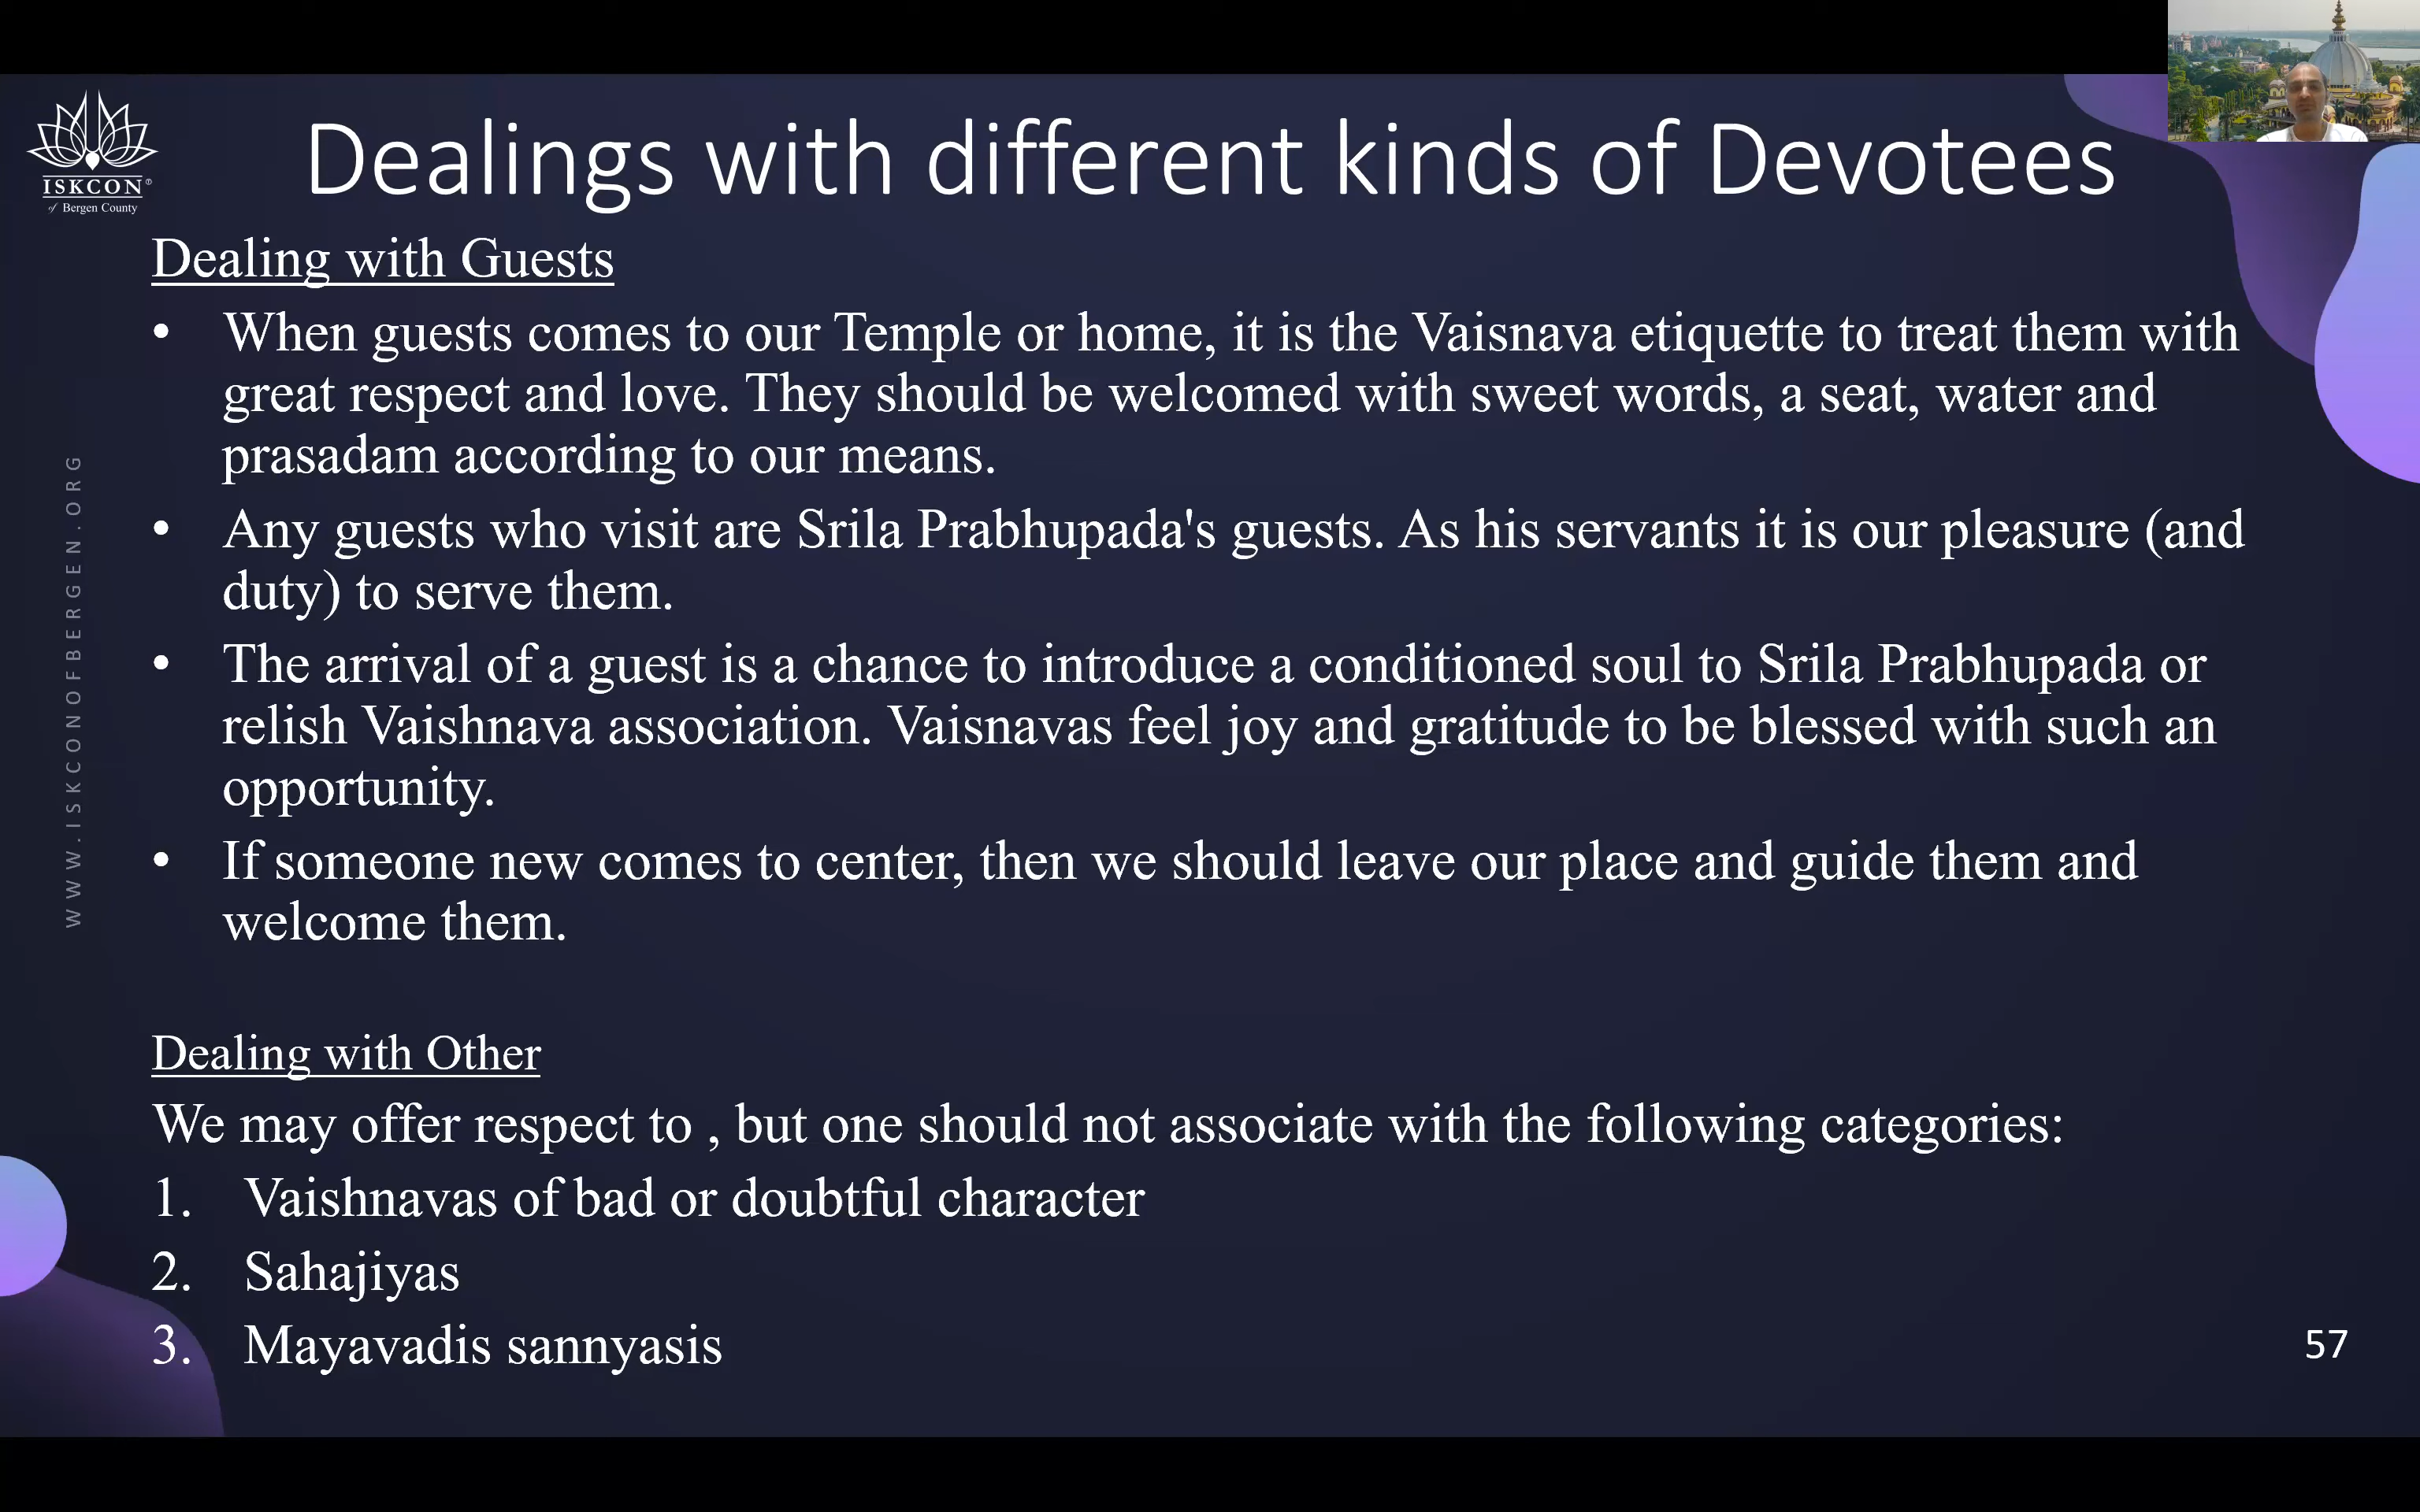 ISKCON®
of Bergen County
Dealings with different kinds of Devotees
Dealing with Guests
• When guests comes to our Temple or home, it is the Vaisnava etiquette to treat them with
great respect and love. They should be welcomed with sweet words, a seat, water and
prasadam according to our means.
• Any guests who visit are Srila Prabhupada's guests. As his servants it is our pleasure (and
duty) to serve them.
• The arrival of a guest is a chance to introduce a conditioned soul to Srila Prabhupada or
relish Vaishnava association. Vaisnavas feel joy and gratitude to be blessed with such an
opportunity.
• If someone new comes to center, then we should leave our place and guide them and
welcome them.
Dealing with Other
We may offer respect to , but one should not associate with the following categories:
1. Vaishnavas of bad or doubtful character
2. Sahajiyas
3. Mayavadis sannyasis
57
WWW.ISKCONOFBERGEN.ORG